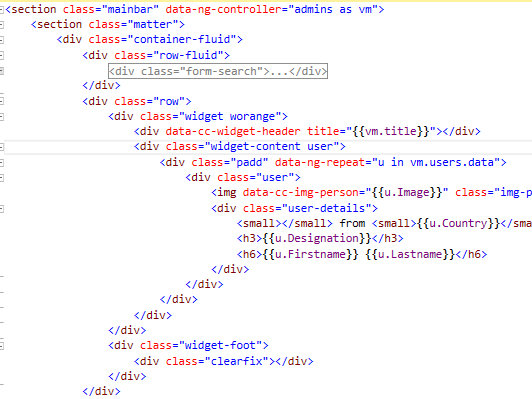 <section class="mainbar" data-ng-controller="admins as vm">
<section class="matter">
<div class="container-fluid">
<div class="row-fluid">
<div class="form-search">...</div>
</div>
<div class="row">
<div class="widget worange">
<div data-cc-widget-header title="{{vm.title}}"></div>
<div class="widget-content user">
<div class="padd" data-ng-repeat="u in vm.users.data">
<div class="user">
<img data-cc-img-person="{{u.Image}}" class="img-p
<div class="user-details">
<small></small> from <small>{{u.Country}}</sma
<h3>{{u.Designation}}</h3>
<h6>{{u.Firstname}} {{u.Lastname}}</h6>
</div>
</div>
</div>
</div>
</div>
<div class="widget-foot">
<div class="clearfix"></div>
</div>
</div>